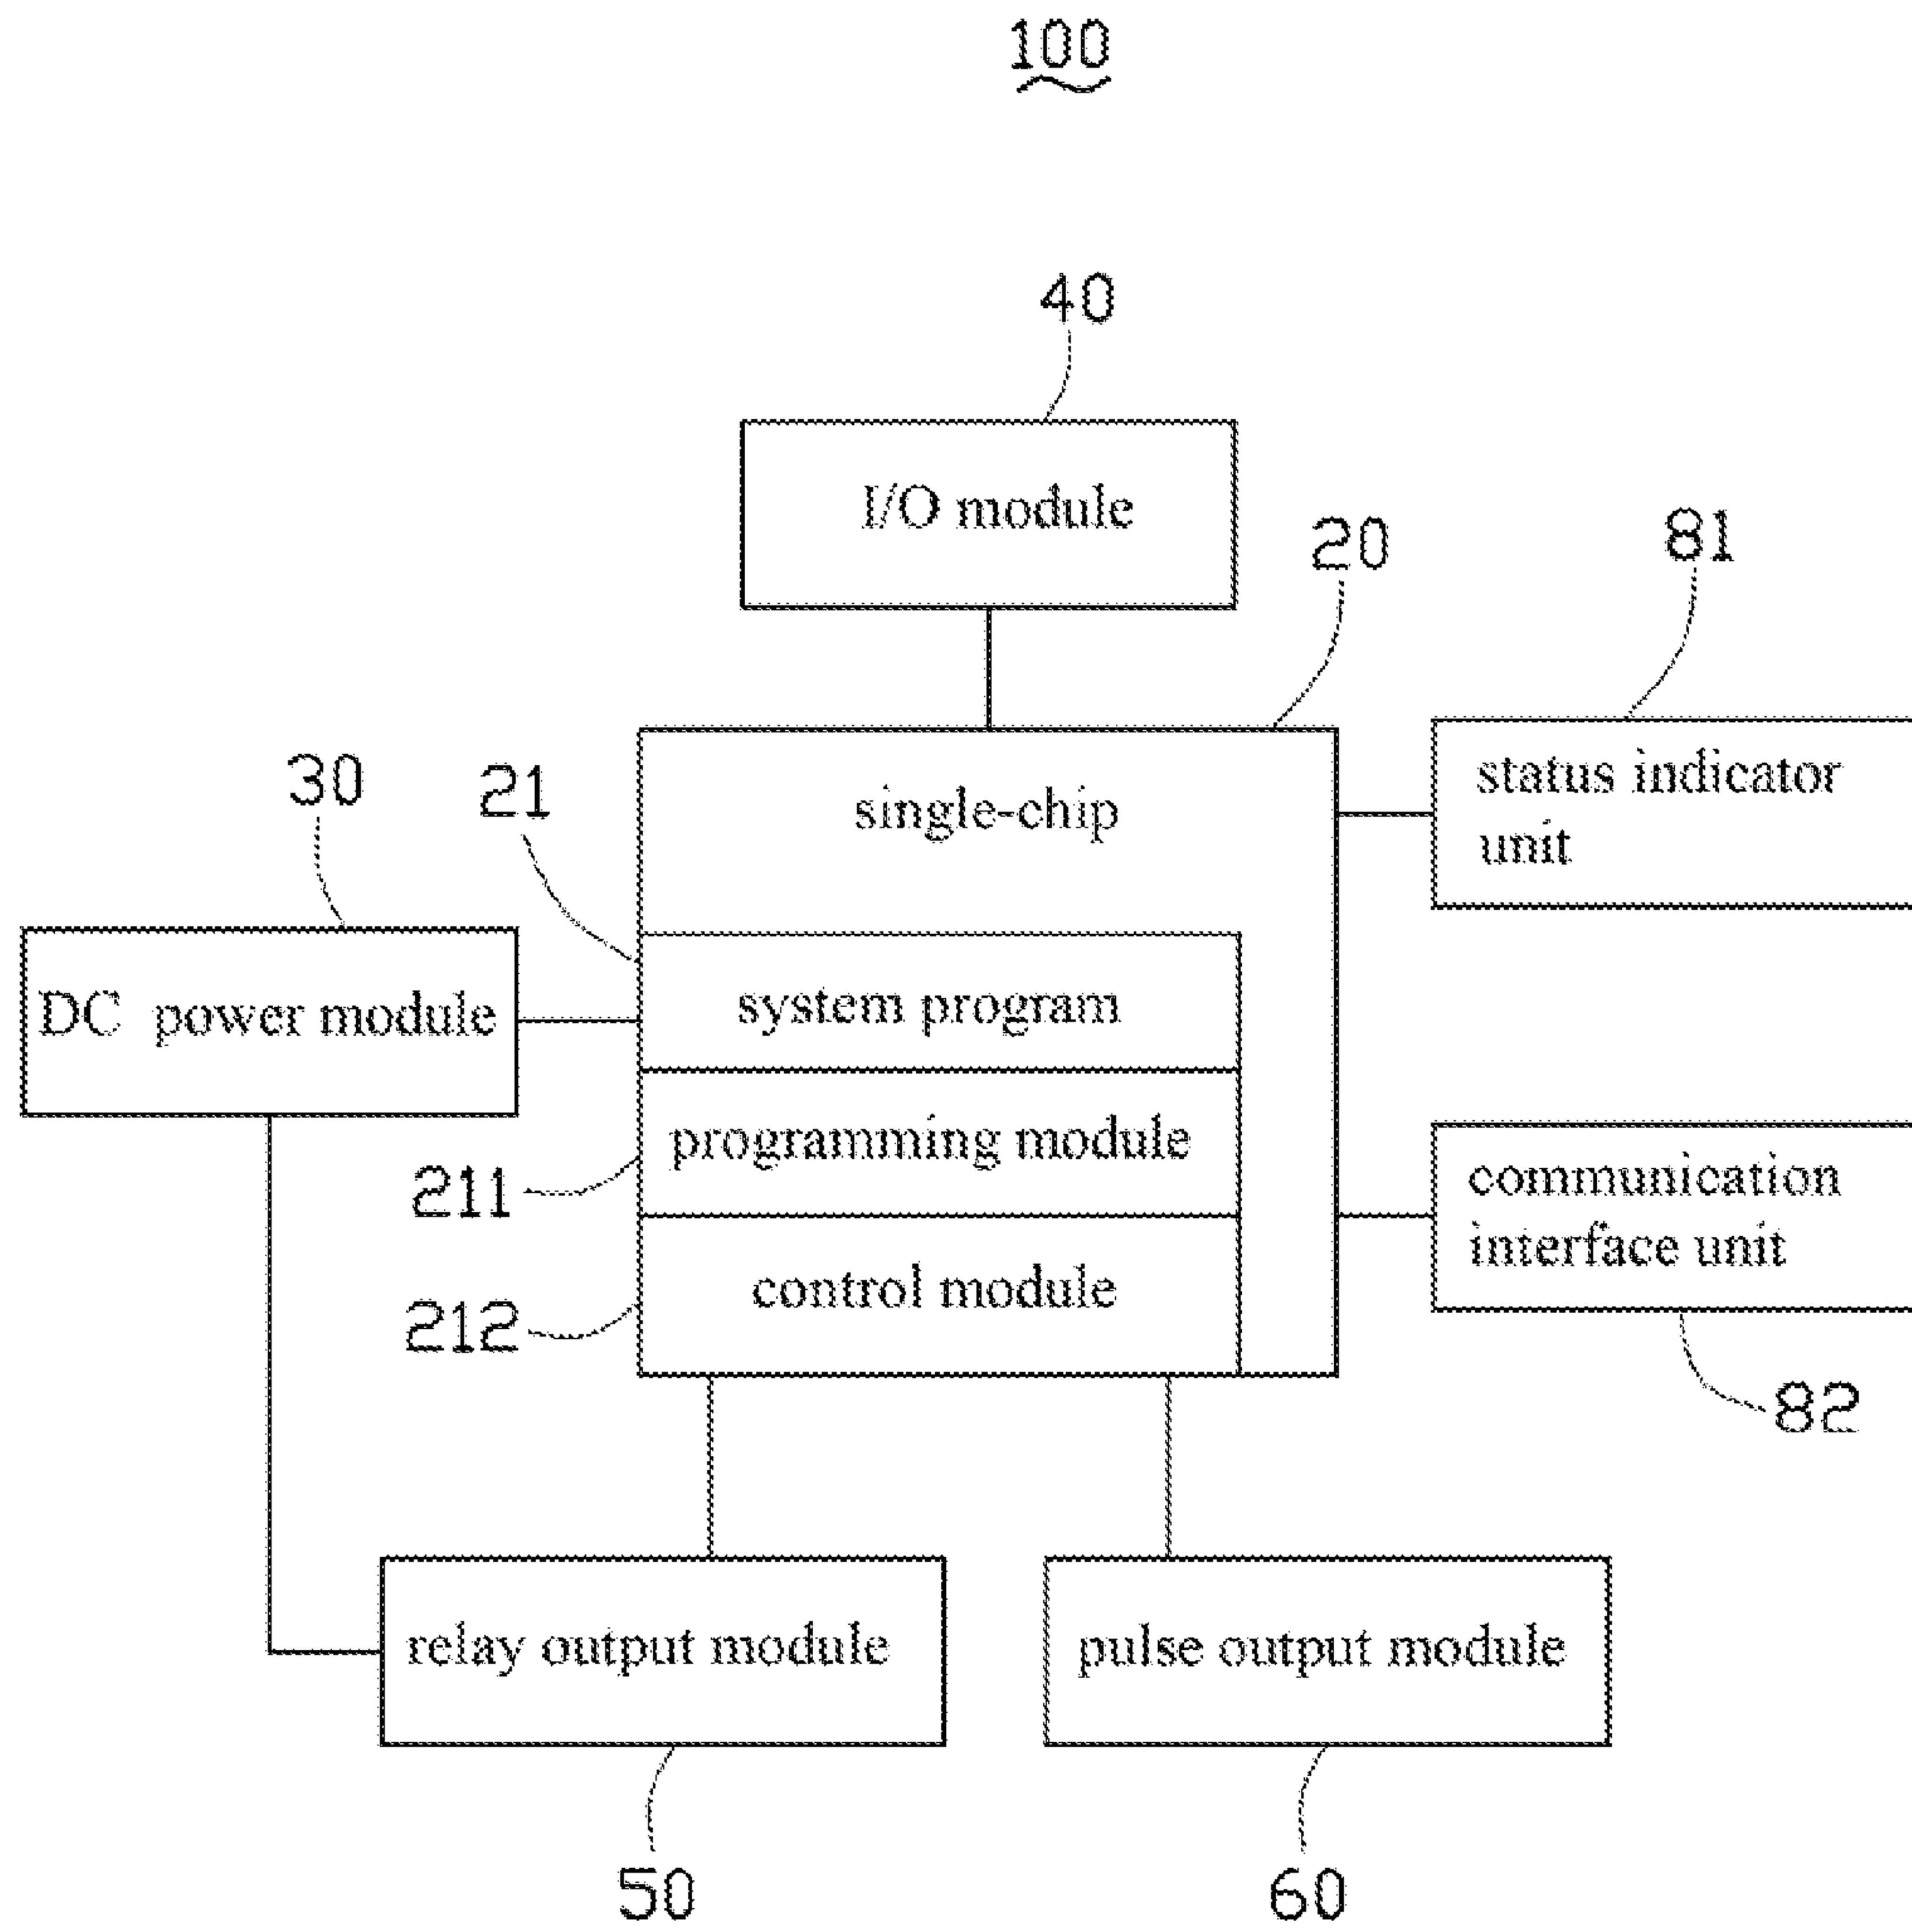 100
40
I/O module
20
81
30
21
single-chip
status indicator
unit
DC power module
system program
programming module
211
communication
interface unit
control module
212
82
relay output module
pulse output module
50
60